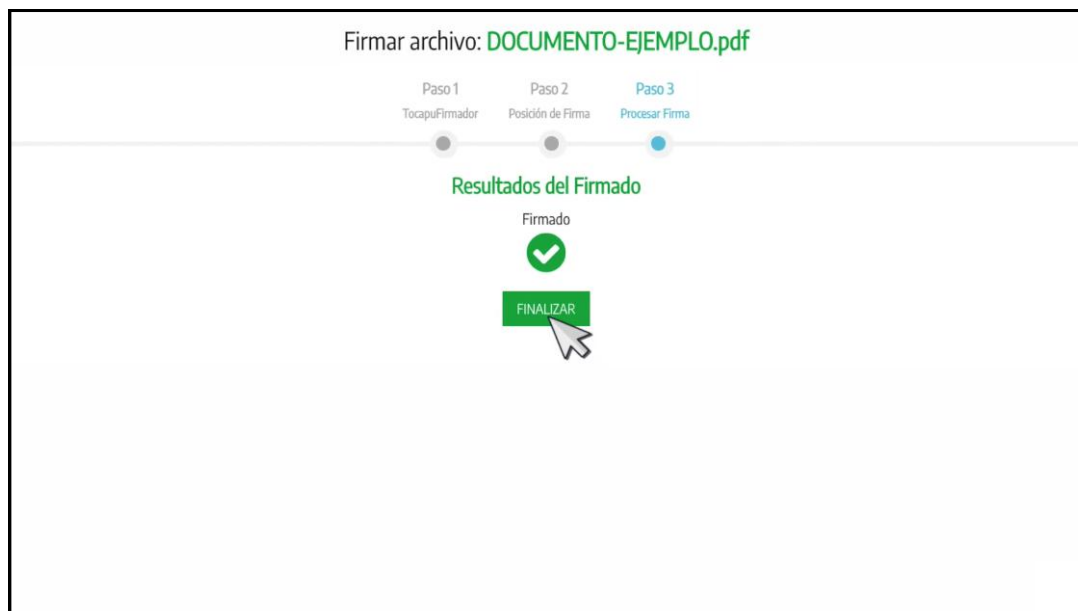 Firmar archivo: DOCUMENTO-EJEMPLO.pdf
Paso 1 Paso 2 Paso 3
TocapuFirmador Posición de Firma Procesar Firma
Resultados del Firmado
Firmado
FINALIZAR